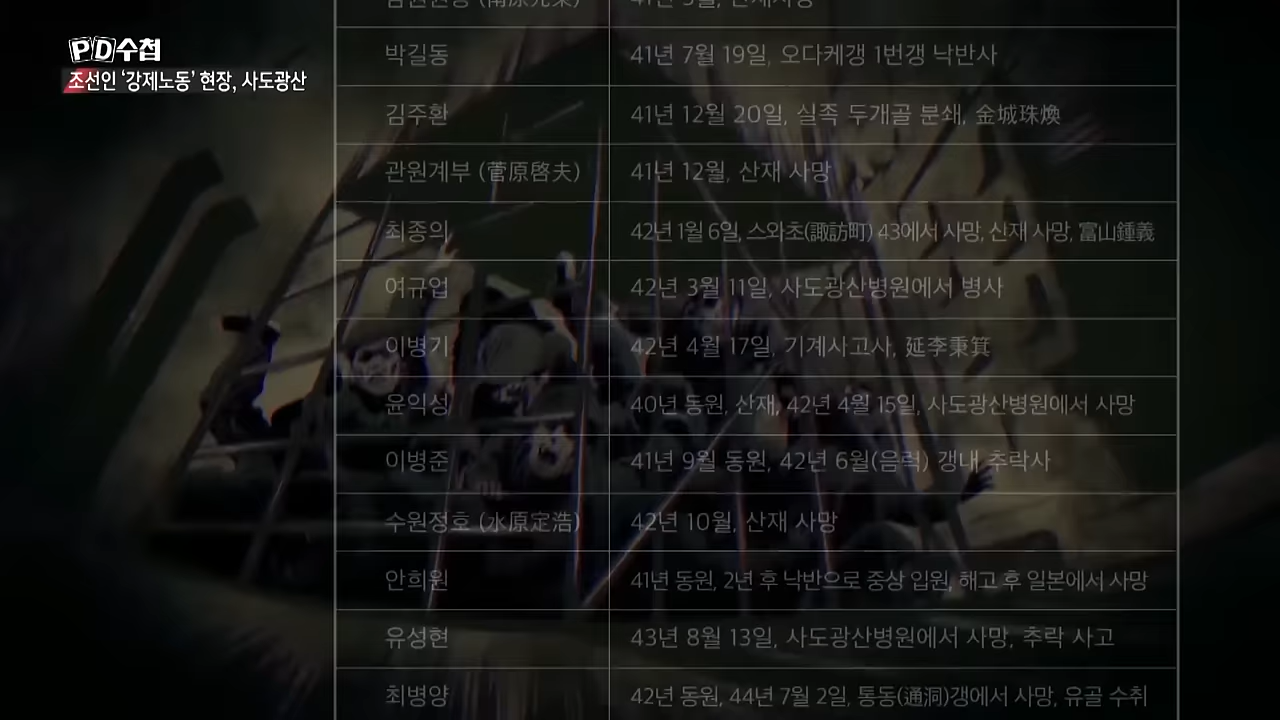 PD수첩
조선인 '강제노동' 현장, 사도광산
박길동 41년 7월 19일, 오다케갱 1번갱 낙반사
김주환 41년 12월 20일, 실족 두개골 분쇄, 金城珠煥
관원계부 (菅原啓夫) 41년 12월, 산재 사망
최종의 42년 1월 6일, 스와초(諏訪町) 43에서 사망, 산재 사망, 富山鍾義
여규업 42년 3월 11일, 사도광산병원에서 병사
이병기 42년 4월 17일, 기계사고사, 延李秉箕
윤익성 40년 동원, 산재, 42년 4월 15일, 사도광산병원에서 사망
이병준 41년 9월 동원, 42년 6월(음력) 갱내 추락사
수원정호 (水原定浩) 42년 10월, 산재 사망
안희원 41년 동원, 2년 후 낙반으로 중상 입원, 해고 후 일본에서 사망
유성현 43년 8월 13일, 사도광산병원에서 사망, 추락 사고
최병양 42년 동원, 44년 7월 2일, 통동(通洞)갱에서 사망, 유골 수취